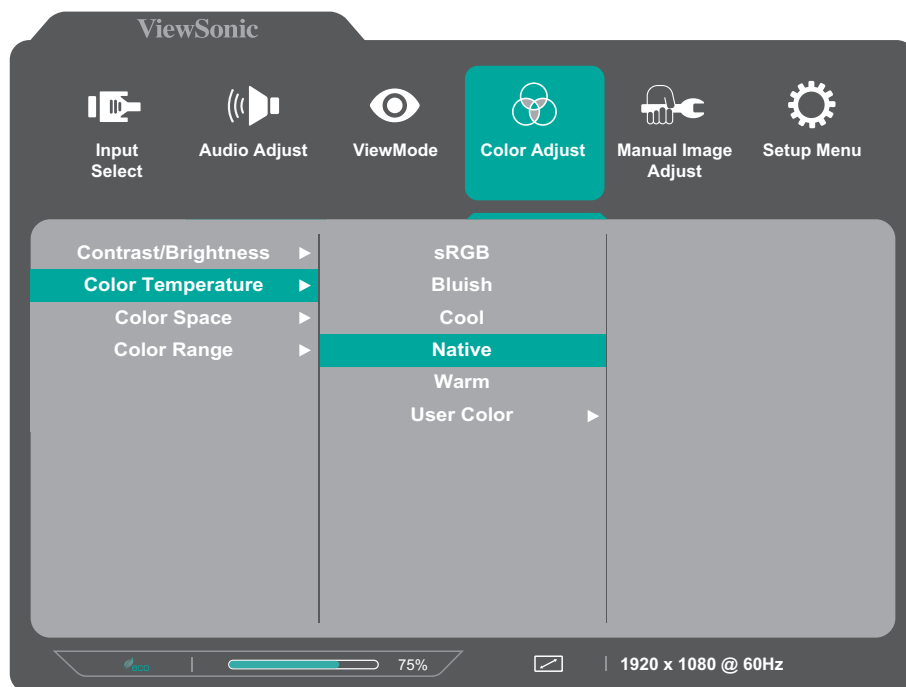 ViewSonic
Input
Select
Audio Adjust
ViewMode
Color Adjust
Manual Image
Adjust
Setup Menu
Contrast/Brightness
Color Temperature
Color Space
Color Range
sRGB
Bluish
Cool
Native
Warm
User Color
eco
75%
1920 x 1080 @ 60Hz